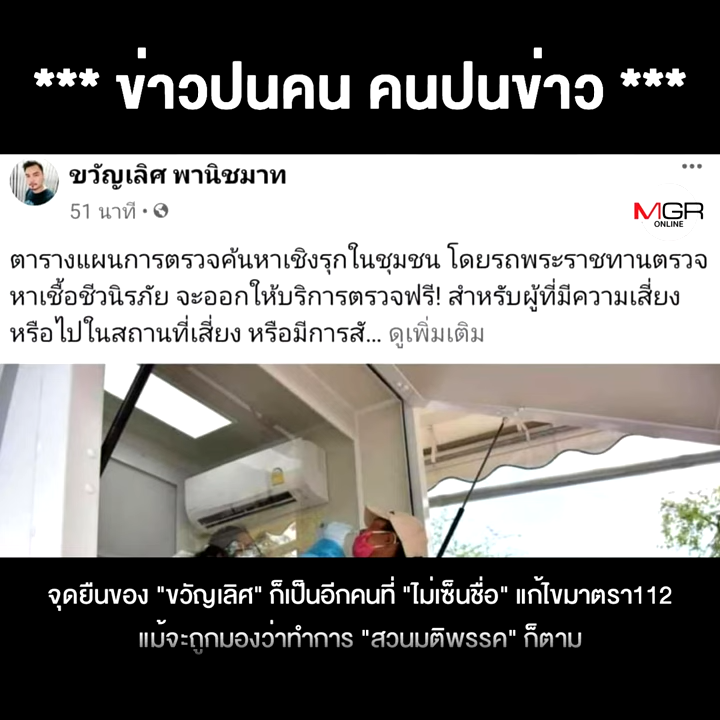 *** ข่าวปนคน คนปนข่าว ***
ขวัญเลิศ พานิชมาท
51 นาที •
MGR
ONLINE
ตารางแผนการตรวจค้นหาเชิงรุกในชุมชน โดยรถพระราชทานตรวจ
หาเชื้อชีวนิรภัย จะออกให้บริการตรวจฟรี! สำหรับผู้ที่มีความเสี่ยง
หรือไปในสถานที่เสี่ยง หรือมีการสั... ดูเพิ่มเติม
จุดยืนของ "ขวัญเลิศ" ก็เป็นอีกคนที่ "ไม่เซ็นชื่อ" แก้ไขมาตรา112
แม้จะถูกมองว่าทำการ "สวนมติพรรค" ก็ตาม